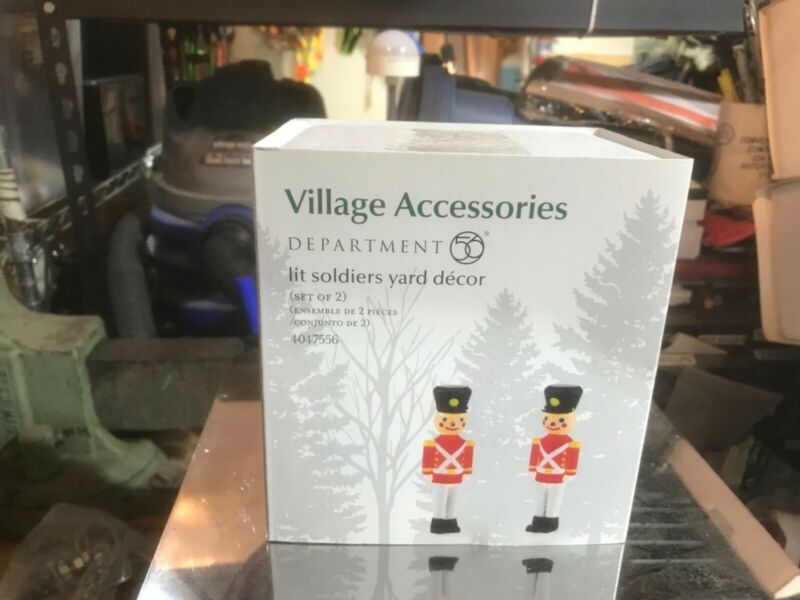 Village Accessories
DEPARTMENT 56®
lit soldiers yard décor
(SET OF 2)
(ENSEMBLE DE 2 PIECES
/CONJUNTO DE 2)
4047556